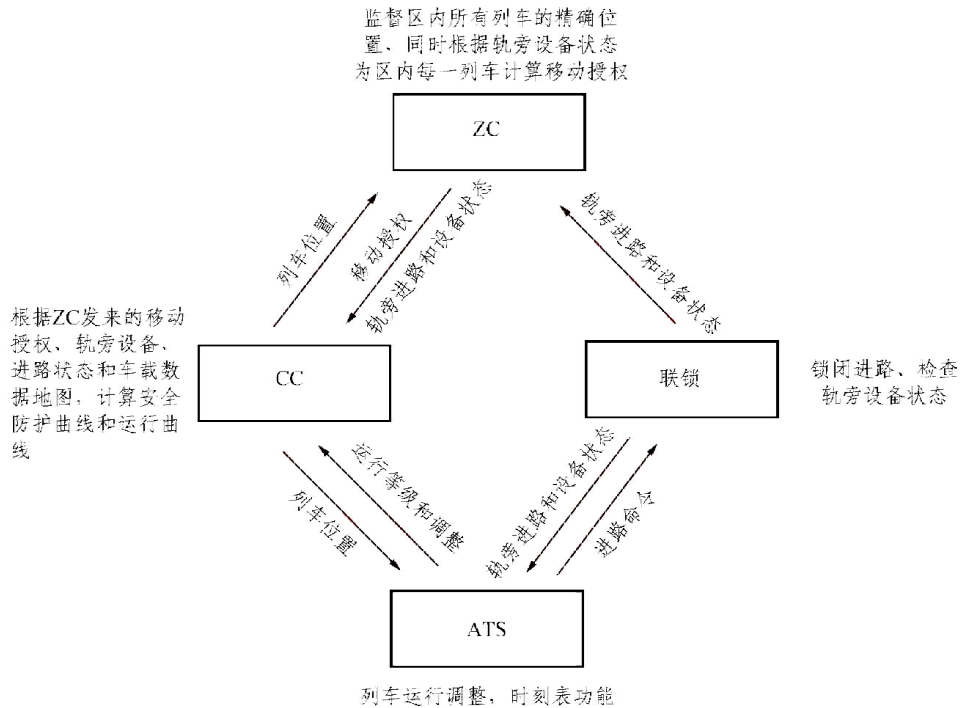 监督区内所有列车的精确位
置、同时根据轨旁设备状态
为区内每一列车计算移动授权
ZC
列车位置
移动授权
轨旁进路和设备状态
轨旁进路和设备状态
根据ZC发来的移动
授权、轨旁设备、
进路状态和车载数
据地图,计算安全
防护曲线和运行曲
线
CC
联锁
锁闭进路、检查
轨旁设备状态
列车位置
运行等级和调整
轨旁进路和设备状态
进路命令
ATS
列车运行调整,时刻表功能